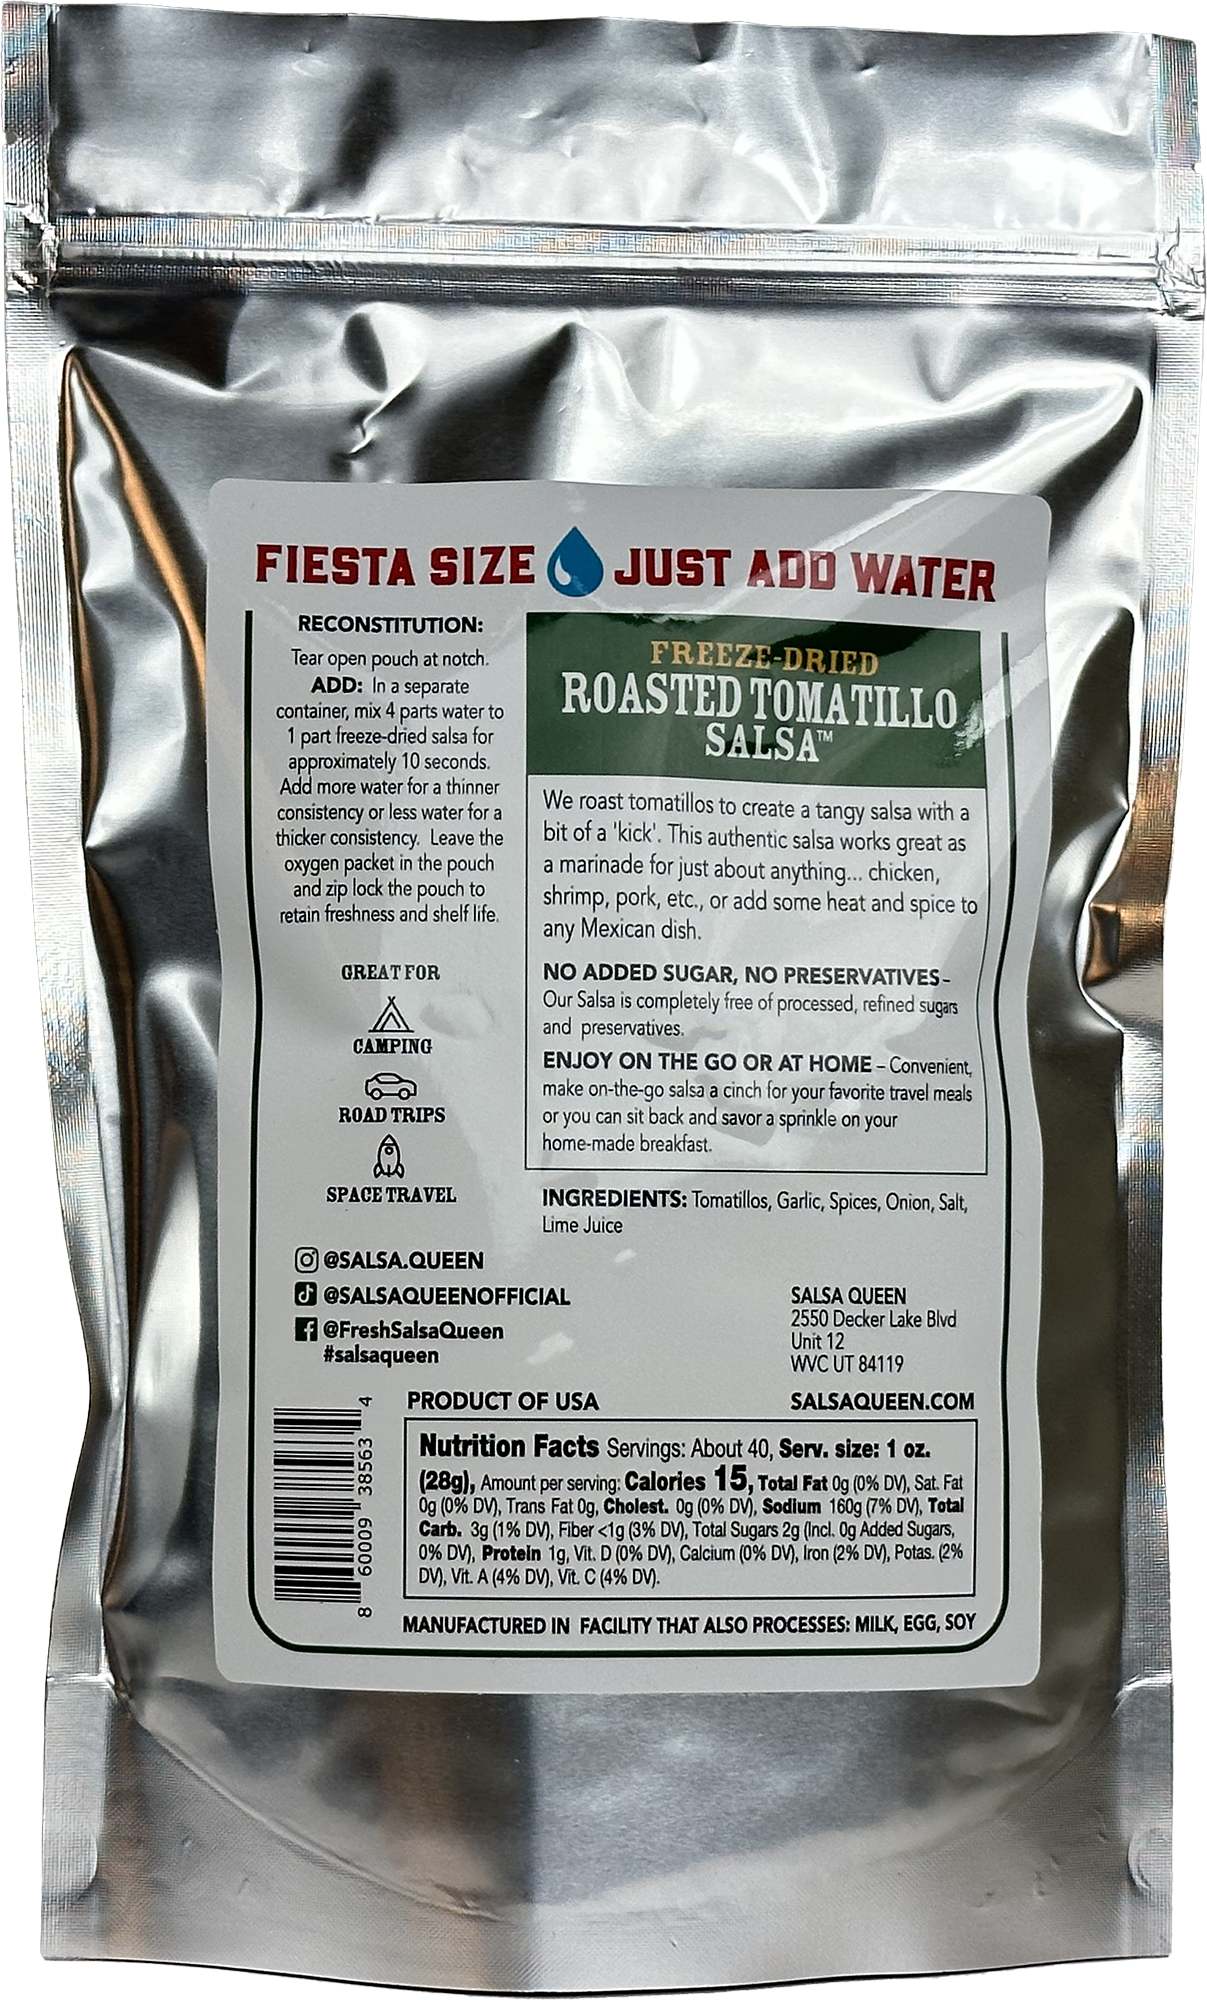 FIESTA SIZE JUST ADD WATER
RECONSTITUTION:
Tear open pouch at notch.
ADD: In a separate
container, mix 4 parts water to
1 part freeze-dried salsa for
approximately 10 seconds.
Add more water for a thinner
consistency or less water for a
thicker consistency. Leave the
oxygen packet in the pouch
and zip lock the pouch to
retain freshness and shelf life.
GREAT FOR
CAMPING
ROAD TRIPS
SPACE TRAVEL
FREEZE-DRIED
ROASTED TOMATILLO
SALSA™
We roast tomatillos to create a tangy salsa with a
bit of a 'kick'. This authentic salsa works great as
a marinade for just about anything... chicken,
shrimp, pork, etc., or add some heat and spice to
any Mexican dish.
NO ADDED SUGAR, NO PRESERVATIVES–
Our Salsa is completely free of processed, refined sugars
and preservatives.
ENJOY ON THE GO OR AT HOME – Convenient,
make on-the-go salsa a cinch for your favorite travel meals
or you can sit back and savor a sprinkle on your
home-made breakfast.
INGREDIENTS: Tomatillos, Garlic, Spices, Onion, Salt,
Lime Juice
@SALSA.QUEEN
@SALSAQUEENOFFICIAL
@FreshSalsaQueen
#salsaqueen
SALSA QUEEN
2550 Decker Lake Blvd
Unit 12
WVC UT 84119
PRODUCT OF USA
SALSAQUEEN.COM
8 60009 38563 4
Nutrition Facts Servings: About 40, Serv. size: 1 oz.
(28g), Amount per serving: Calories 15, Total Fat 0g (0% DV), Sat. Fat
0g (0% DV), Trans Fat 0g, Cholest. 0g (0% DV), Sodium 160g (7% DV), Total
Carb. 3g (1% DV), Fiber <1g (3% DV), Total Sugars 2g (Incl. 0g Added Sugars,
0% DV), Protein 1g, Vit. D (0% DV), Calcium (0% DV), Iron (2% DV), Potas. (2%
DV), Vit. A (4% DV), Vit. C (4% DV).
MANUFACTURED IN FACILITY THAT ALSO PROCESSES: MILK, EGG, SOY